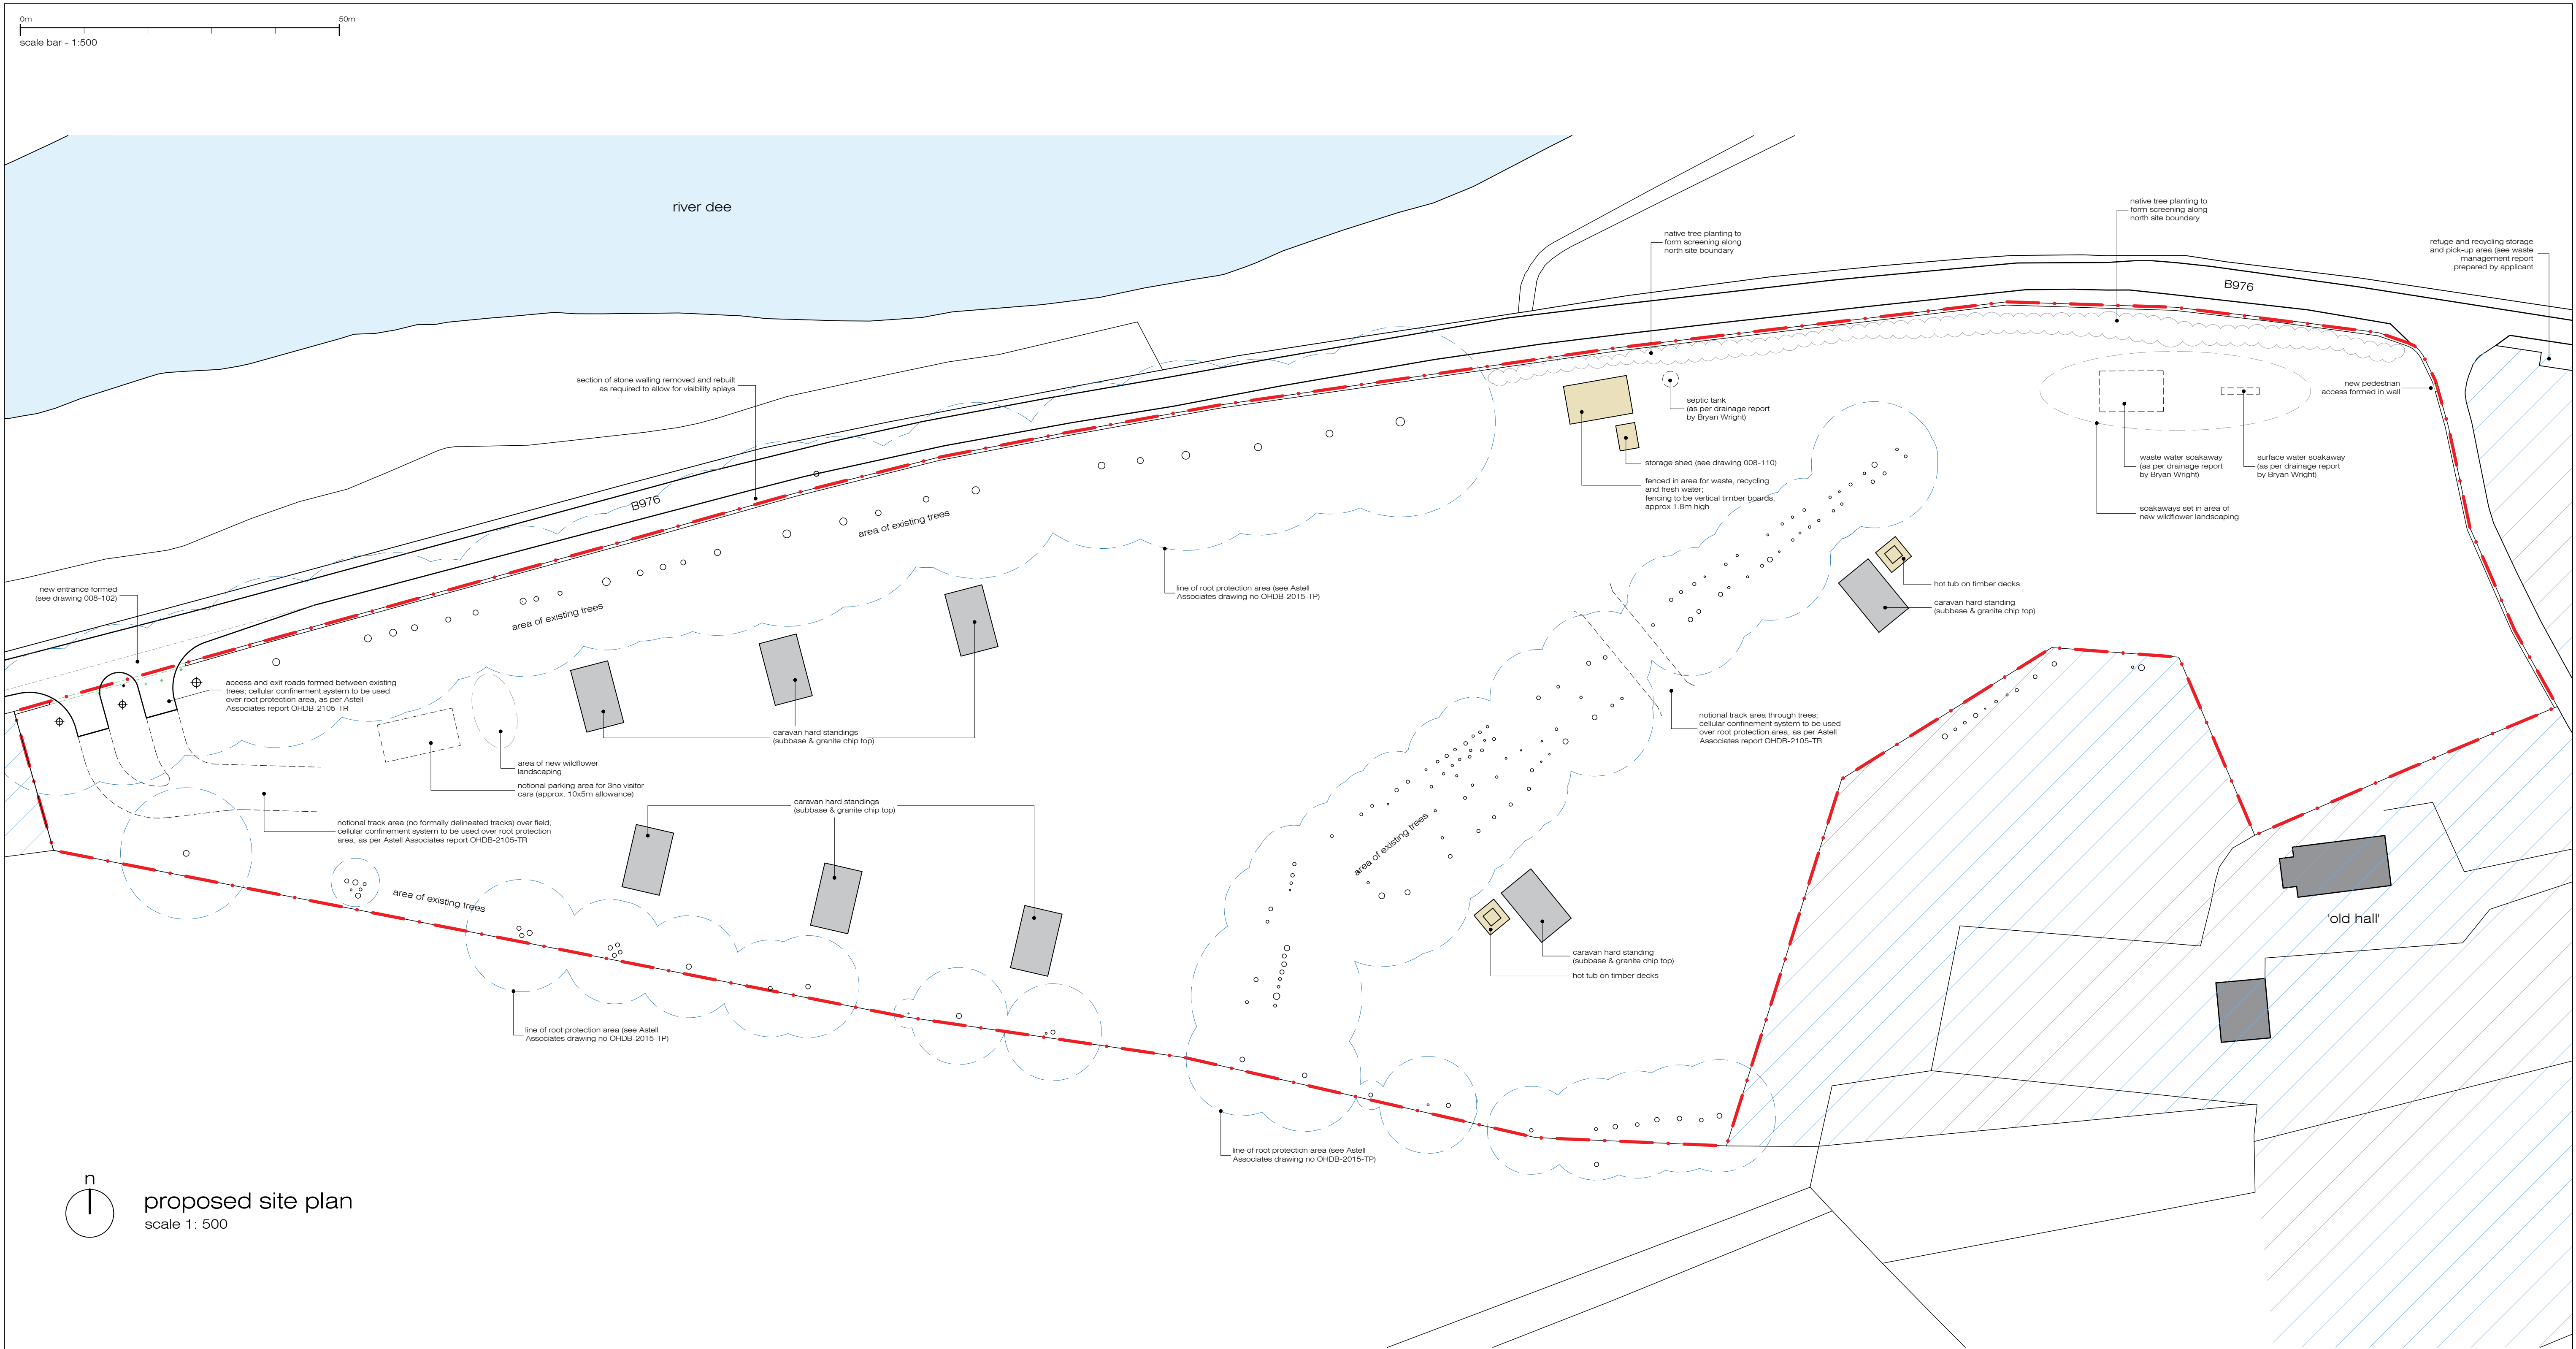 0m 50m
scale bar - 1:500
river dee
native tree planting to
form screening along
north site boundary
native tree planting to
form screening along
north site boundary
refuge and recycling storage
and pick-up area (see waste
management report
prepared by applicant
B976
section of stone walling removed and rebuilt
as required to allow for visibility splays
septic tank
(as per drainage report
by Bryan Wright)
new pedestrian
access formed in wall
storage shed (see drawing 008-110)
fenced in area for waste, recycling
and fresh water;
fencing to be vertical timber boards,
approx 1.8m high
waste water soakaway
(as per drainage report
by Bryan Wright)
surface water soakaway
(as per drainage report
by Bryan Wright)
soakaways set in area of
new wildflower landscaping
B976
area of existing trees
area of existing trees
line of root protection area (see Astell
Associates drawing no OHDB-2015-TP)
hot tub on timber decks
caravan hard standing
(subbase & granite chip top)
new entrance formed
(see drawing 008-102)
access and exit roads formed between existing
trees; cellular confinement system to be used
over root protection area, as per Astell
Associates report OHDB-2105-TR
caravan hard standings
(subbase & granite chip top)
notional track area through trees;
cellular confinement system to be used
over root protection area, as per Astell
Associates report OHDB-2105-TR
area of new wildflower
landscaping
notional parking area for 3no visitor
cars (approx. 10x5m allowance)
caravan hard standings
(subbase & granite chip top)
notional track area (no formally delineated tracks) over field;
cellular confinement system to be used over root protection
area, as per Astell Associates report OHDB-2105-TR
area of existing trees
area of existing trees
'old hall'
caravan hard standing
(subbase & granite chip top)
hot tub on timber decks
line of root protection area (see Astell
Associates drawing no OHDB-2015-TP)
line of root protection area (see Astell
Associates drawing no OHDB-2015-TP)
n
proposed site plan
scale 1: 500